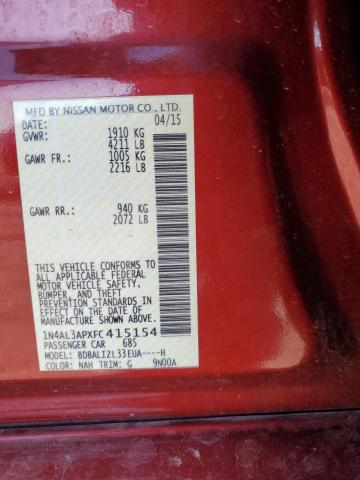 MFD BY NISSAN MOTOR CO., LTD.
DATE: 04/15
GVWR: 1910 KG
4211 LB
GAWR FR: 1005 KG
2216 LB
GAWR RR: 940 KG
2072 LB
THIS VEHICLE CONFORMS TO
ALL APPLICABLE FEDERAL
MOTOR VEHICLE SAFETY,
BUMPER, AND THEFT
PREVENTION STANDARDS IN
EFFECT ON THE DATE OF
MANUFACTURE SHOWN ABOVE.
1N4AL3APXFC415154
PASSENGER CAR 685
MODEL: BDBALIZL33EUA----H
COLOR: NAH TRIM: G 9N00A